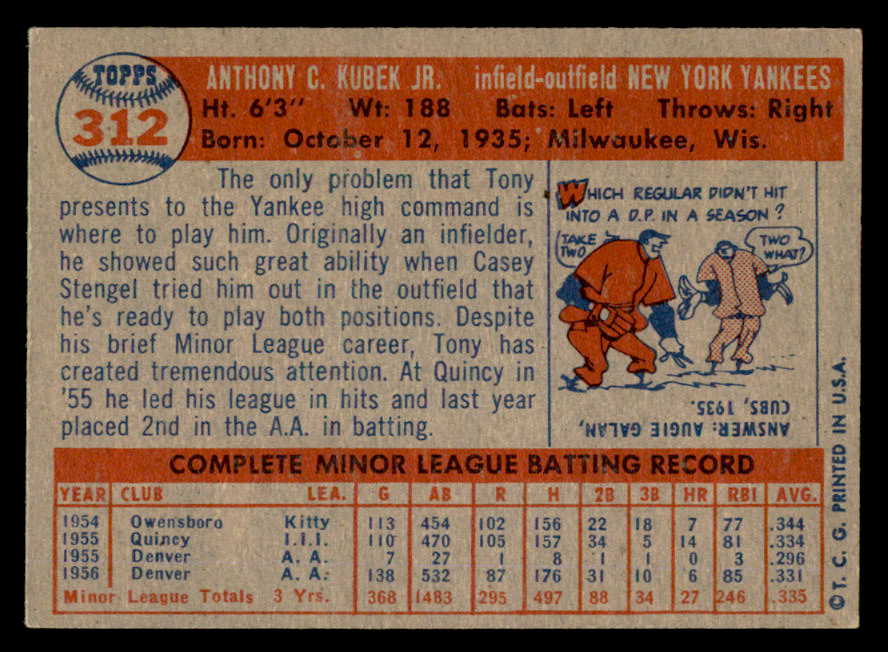 TOPPS
312
ANTHONY C. KUBEK JR. infield-outfield NEW YORK YANKEES
Ht. 6'3" Wt: 188 Bats: Left Throws: Right
Born: October 12, 1935; Milwaukee, Wis.
The only problem that Tony
presents to the Yankee high command is
where to play him. Originally an infielder,
he showed such great ability when Casey
Stengel tried him out in the outfield that
he's ready to play both positions. Despite
his brief Minor League career, Tony has
created tremendous attention. At Quincy in
'55 he led his league in hits and last year
placed 2nd in the A.A. in batting.
WHICH REGULAR DIDN'T HIT
INTO A D.P. IN A SEASON?
TAKE
TWO
TWO
WHAT?
ANSWER: AUGIE GALAN,
CUBS, 1935.
COMPLETE MINOR LEAGUE BATTING RECORD
YEAR CLUB LEA. G AB R H 2B 3B HR RBI AVG.
1954 Owensboro Kitty 113 454 102 156 22 18 7 77 .344
1955 Quincy I.I.I. 110 470 105 157 34 5 14 81 .334
1955 Denver A. A. 7 27 1 8 1 1 0 3 .296
1956 Denver A. A. 138 532 87 176 31 10 6 85 .331
Minor League Totals 3 Yrs. 368 1483 295 497 88 34 27 246 .335
©T. C. G. PRINTED IN U.S.A.